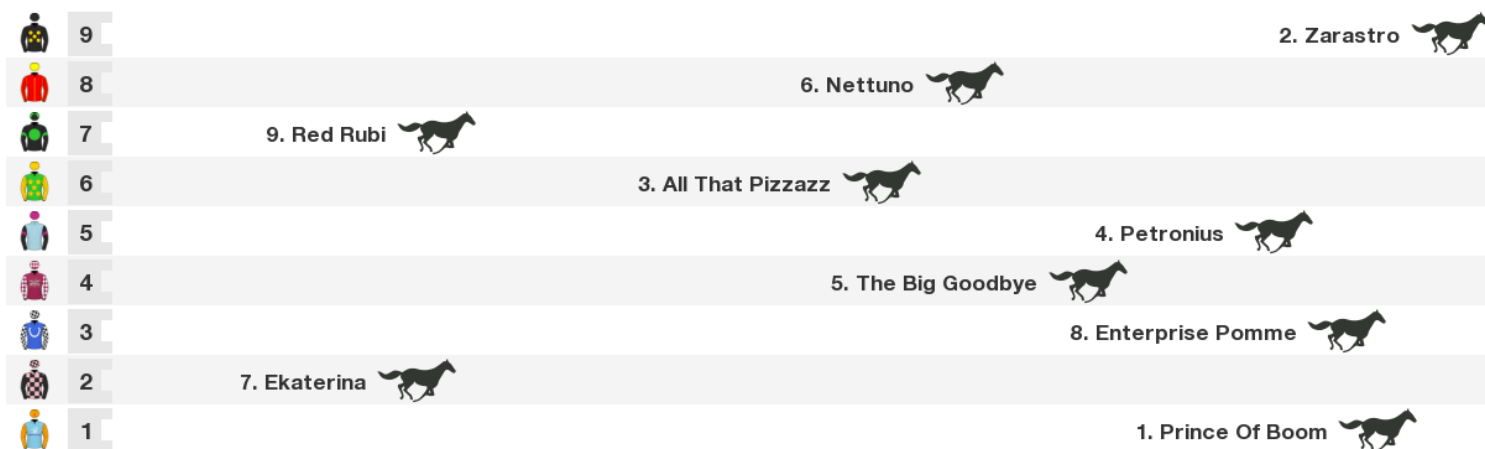 9 2. Zarastro
8 6. Nettuno
7 9. Red Rubi
6 3. All That Pizzazz
5 4. Petronius
4 5. The Big Goodbye
3 8. Enterprise Pomme
2 7. Ekaterina
1 1. Prince Of Boom